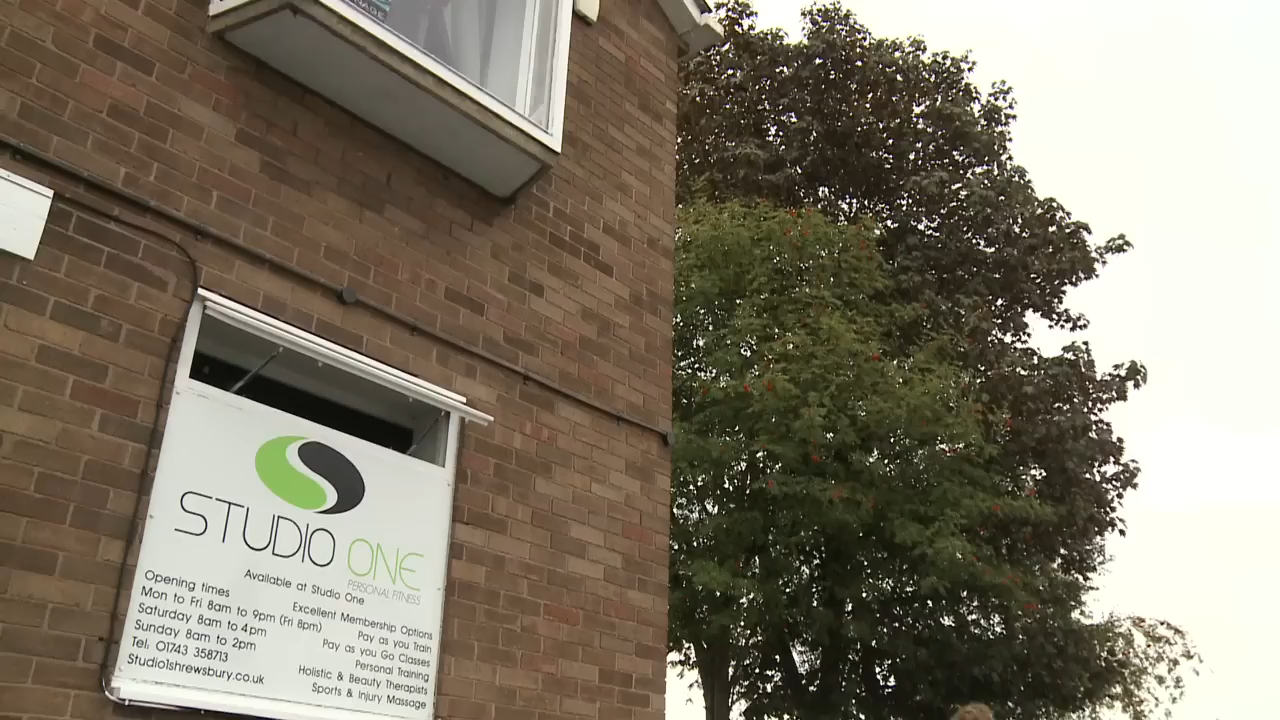 STUDIO ONE
PERSONAL FITNESS
Available at Studio One
Opening times
Mon to Fri 8am to 9pm (Fri 8pm)
Saturday 8am to 4pm
Sunday 8am to 2pm
Tel: 01743 358713
Studio1shrewsbury.co.uk
Excellent Membership Options
Pay as you Train
Pay as you Go Classes
Personal Training
Holistic & Beauty Therapists
Sports & Injury Massage